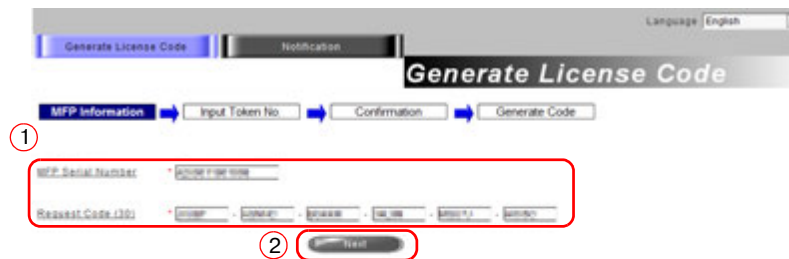 Language English
Generate License Code Notification
Generate License Code
MFP Information Input Token No. Confirmation Generate Code
1
MFP Serial Number *
Request Code (30) * - - - - -
2 Next